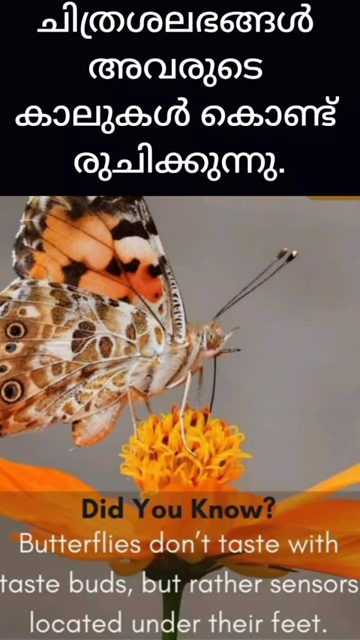 ചിത്രശലഭങ്ങൾ
അവരുടെ
കാലുകൾ കൊണ്ട്
രുചിക്കുന്നു.
Did You Know?
Butterflies don't taste with
taste buds, but rather sensors
located under their feet.